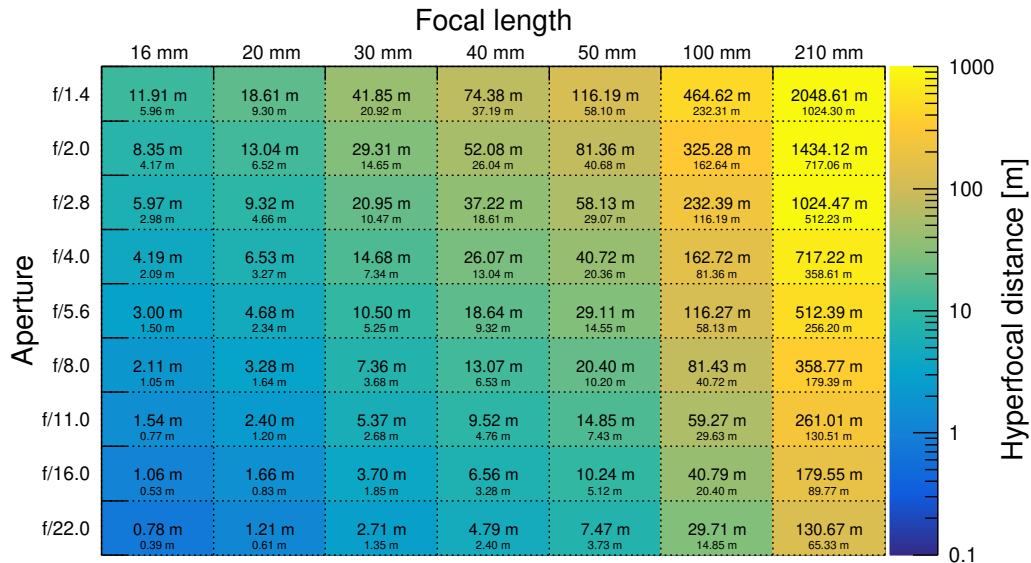 Focal length
16 mm 20 mm 30 mm 40 mm 50 mm 100 mm 210 mm
f/1.4 11.91 m 18.61 m 41.85 m 74.38 m 116.19 m 464.62 m 2048.61 m 1000
5.96 m 9.30 m 20.92 m 37.19 m 58.10 m 232.31 m 1024.30 m
f/2.0 8.35 m 13.04 m 29.31 m 52.08 m 81.36 m 325.28 m 1434.12 m
4.17 m 6.52 m 14.65 m 26.04 m 40.68 m 162.64 m 717.06 m
f/2.8 5.97 m 9.32 m 20.95 m 37.22 m 58.13 m 232.39 m 1024.47 m 100
2.98 m 4.66 m 10.47 m 18.61 m 29.07 m 116.19 m 512.23 m
f/4.0 4.19 m 6.53 m 14.68 m 26.07 m 40.72 m 162.72 m 717.22 m
2.09 m 3.27 m 7.34 m 13.04 m 20.36 m 81.36 m 358.61 m
f/5.6 3.00 m 4.68 m 10.50 m 18.64 m 29.11 m 116.27 m 512.39 m 10
1.50 m 2.34 m 5.25 m 9.32 m 14.55 m 58.13 m 256.20 m
f/8.0 2.11 m 3.28 m 7.36 m 13.07 m 20.40 m 81.43 m 358.77 m
1.05 m 1.64 m 3.68 m 6.53 m 10.20 m 40.72 m 179.39 m
f/11.0 1.54 m 2.40 m 5.37 m 9.52 m 14.85 m 59.27 m 261.01 m 1
0.77 m 1.20 m 2.68 m 4.76 m 7.43 m 29.63 m 130.51 m
f/16.0 1.06 m 1.66 m 3.70 m 6.56 m 10.24 m 40.79 m 179.55 m
0.53 m 0.83 m 1.85 m 3.28 m 5.12 m 20.40 m 89.77 m
f/22.0 0.78 m 1.21 m 2.71 m 4.79 m 7.47 m 29.71 m 130.67 m
0.39 m 0.61 m 1.35 m 2.40 m 3.73 m 14.85 m 65.33 m 0.1
Aperture
Hyperfocal distance [m]